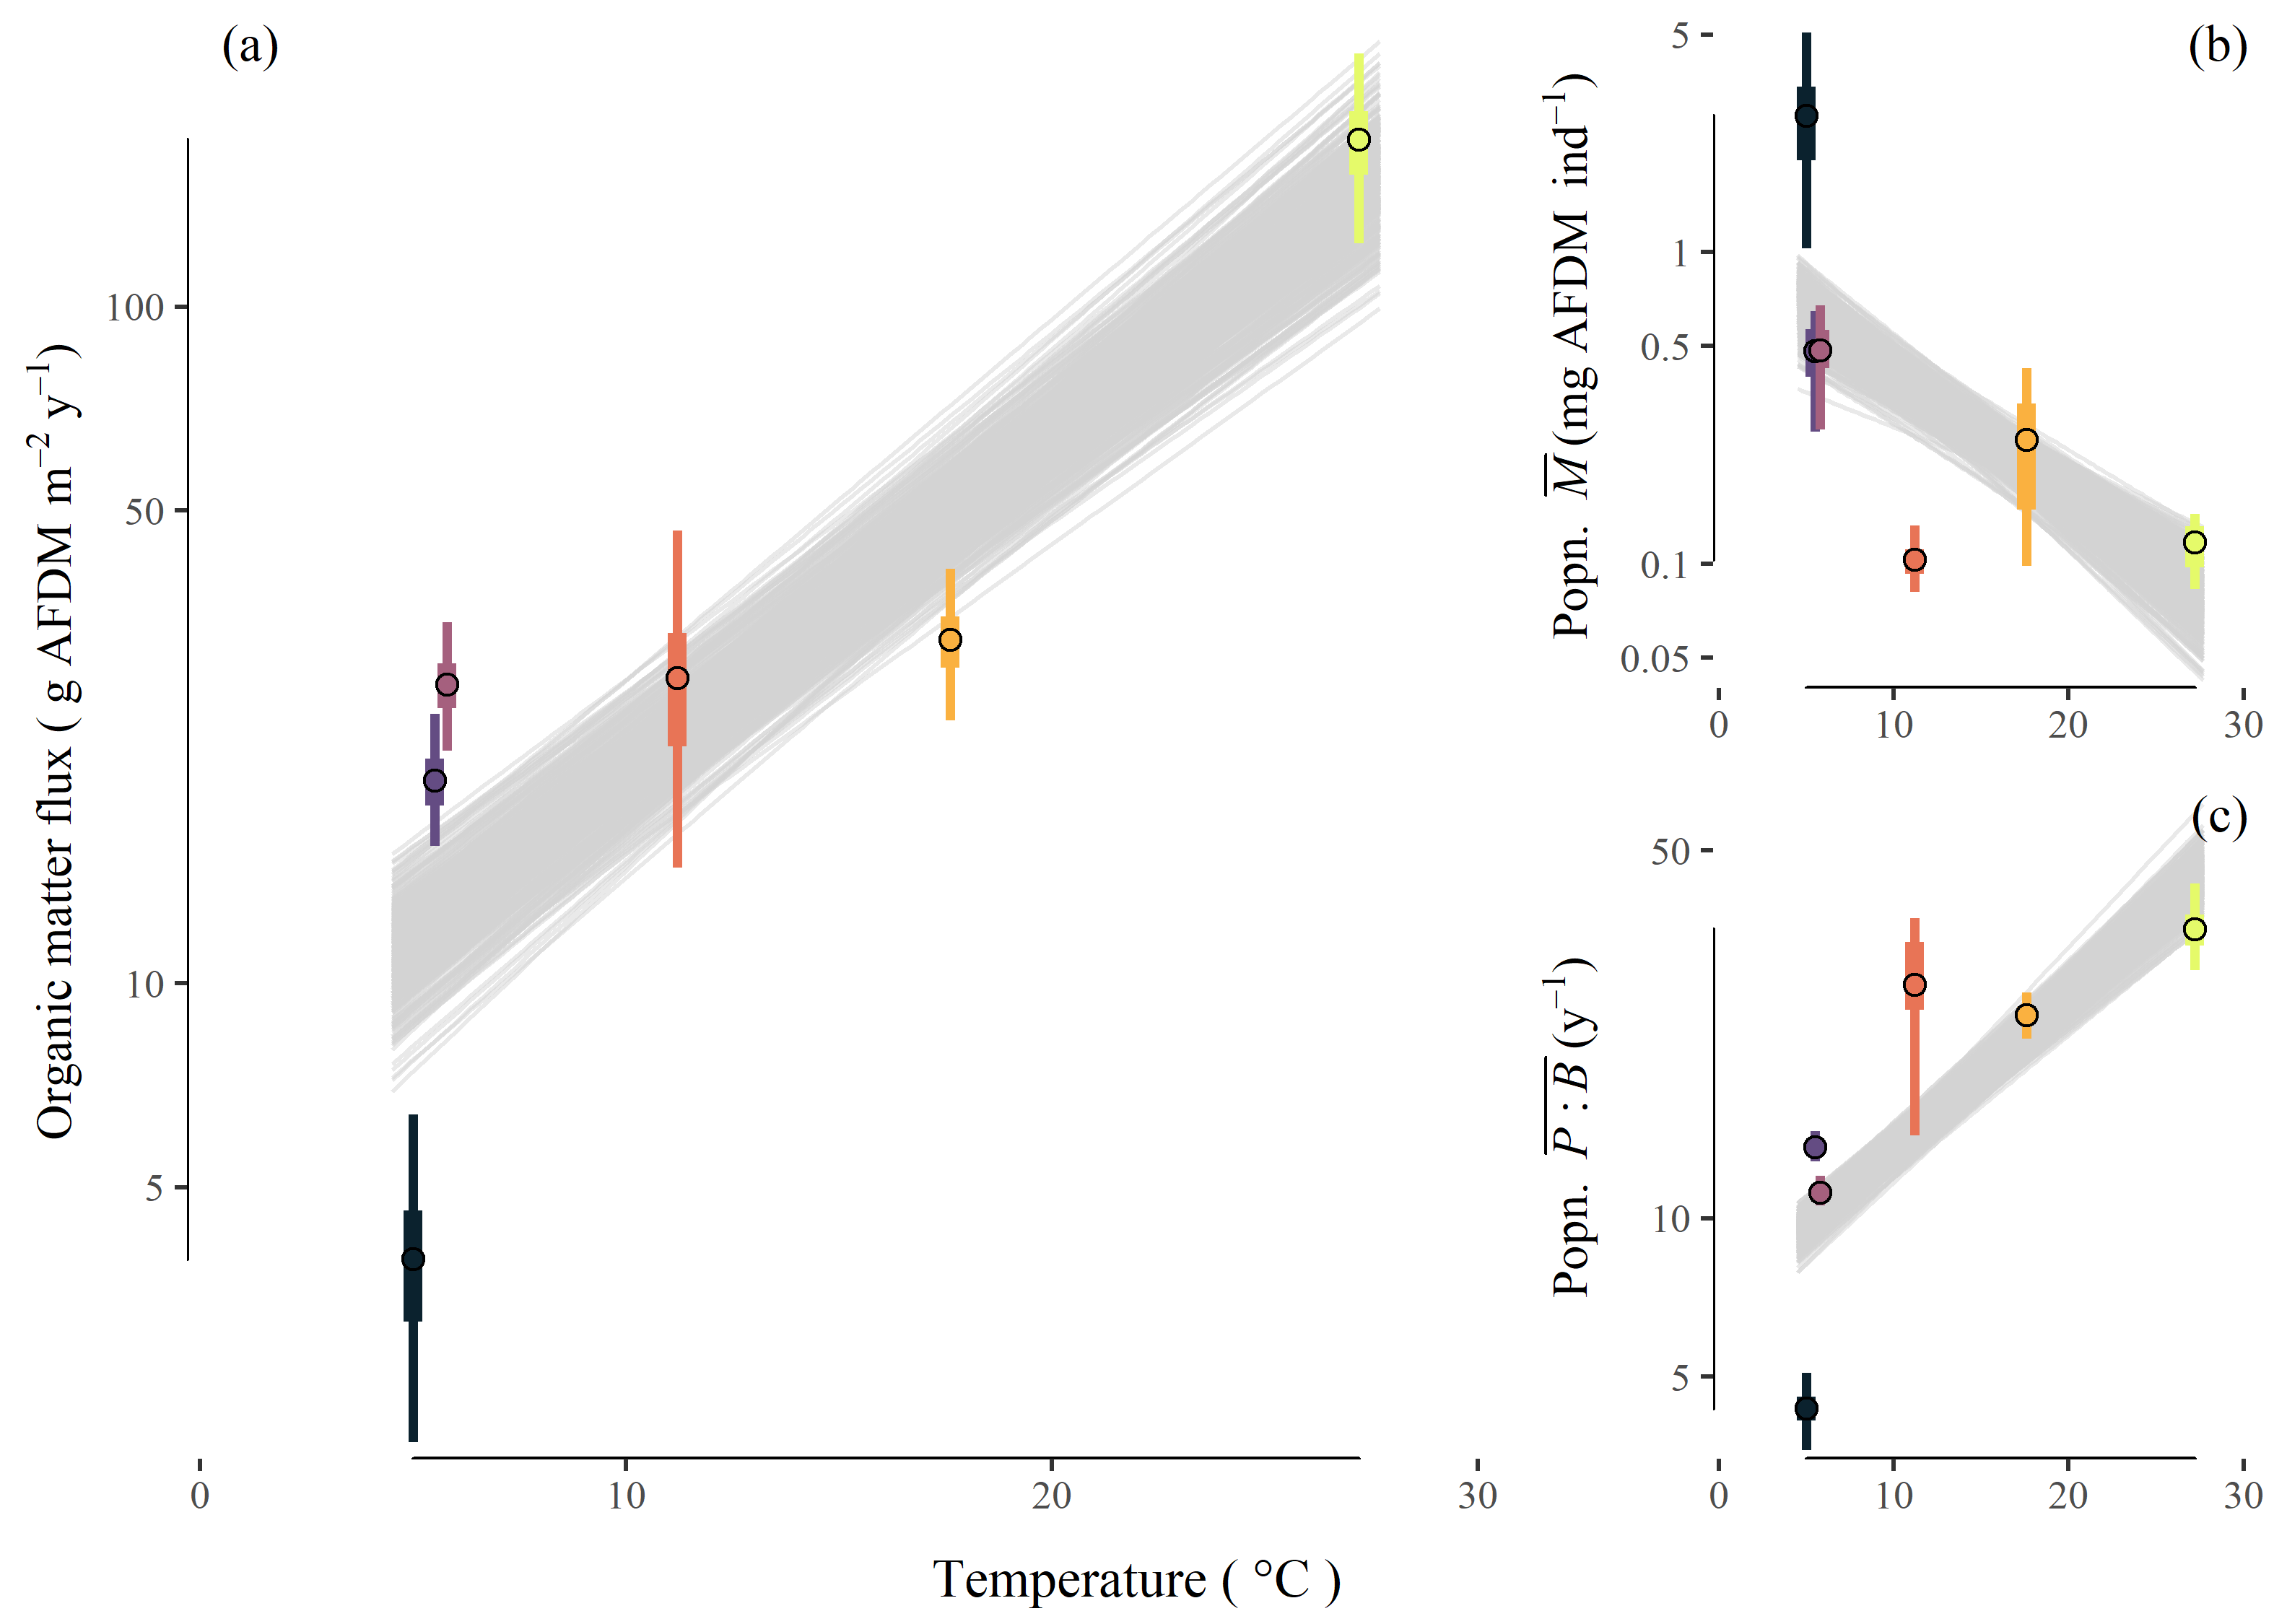 (a)
Organic matter flux ( g AFDM m⁻² y⁻¹)
100
50
10
5
0 10 20 30
(b)
Popn. M̅ (mg AFDM ind⁻¹)
5
1
0.5
0.1
0.05
0 10 20 30
(c)
Popn. P̅ ̅:̅ ̅B̅ (y⁻¹)
50
10
5
0 10 20 30
Temperature ( °C )